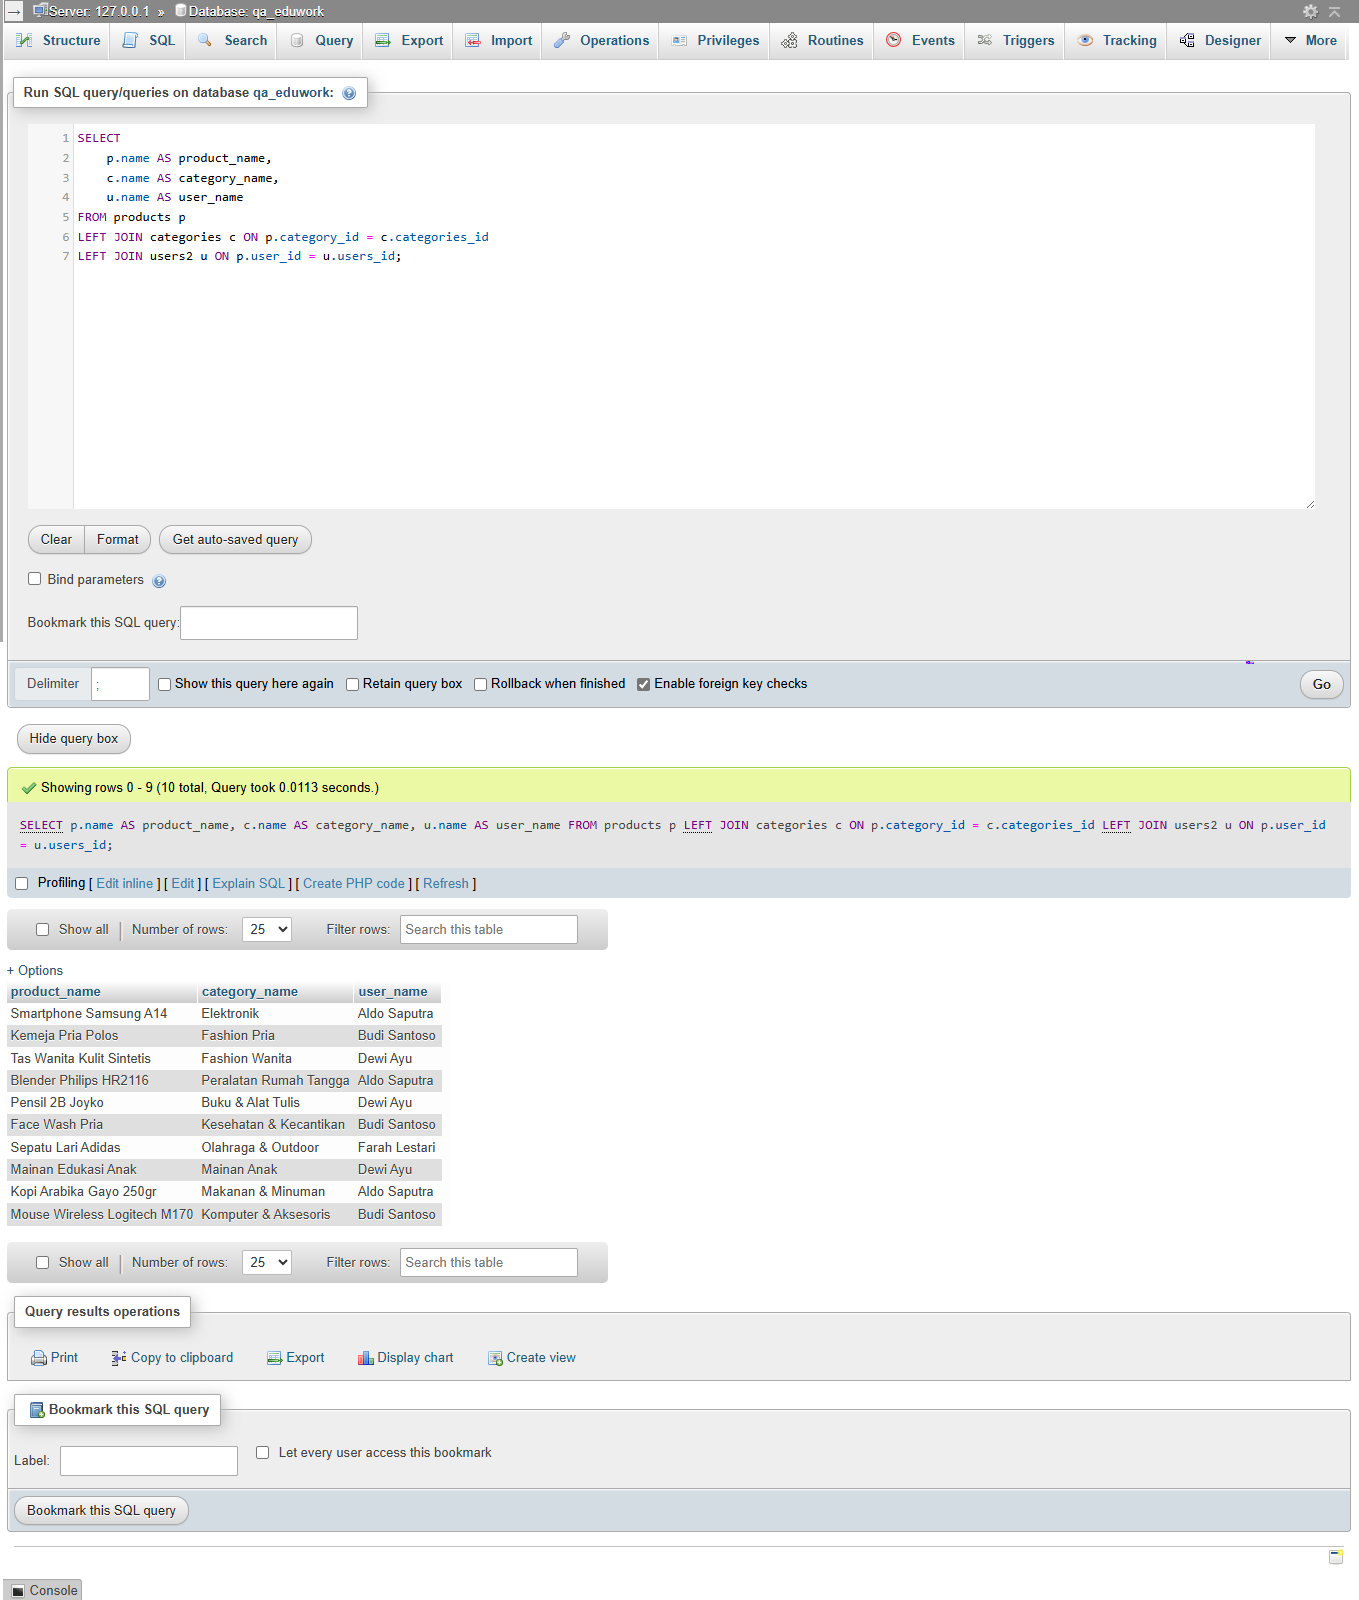 Server: 127.0.0.1 » Database: qa_eduwork
Structure SQL Search Query Export Import Operations Privileges Routines Events Triggers Tracking Designer More
Run SQL query/queries on database qa_eduwork:
1 SELECT
2 p.name AS product_name,
3 c.name AS category_name,
4 u.name AS user_name
5 FROM products p
6 LEFT JOIN categories c ON p.category_id = c.categories_id
7 LEFT JOIN users2 u ON p.user_id = u.users_id;
Clear Format Get auto-saved query
Bind parameters
Bookmark this SQL query:
Delimiter ; Show this query here again Retain query box Rollback when finished Enable foreign key checks Go
Hide query box
Showing rows 0 - 9 (10 total, Query took 0.0113 seconds.)
SELECT p.name AS product_name, c.name AS category_name, u.name AS user_name FROM products p LEFT JOIN categories c ON p.category_id = c.categories_id LEFT JOIN users2 u ON p.user_id
= u.users_id;
Profiling [ Edit inline ] [ Edit ] [ Explain SQL ] [ Create PHP code ] [ Refresh ]
Show all Number of rows: 25 Filter rows: Search this table
+ Options
product_name category_name user_name
Smartphone Samsung A14 Elektronik Aldo Saputra
Kemeja Pria Polos Fashion Pria Budi Santoso
Tas Wanita Kulit Sintetis Fashion Wanita Dewi Ayu
Blender Philips HR2116 Peralatan Rumah Tangga Aldo Saputra
Pensil 2B Joyko Buku & Alat Tulis Dewi Ayu
Face Wash Pria Kesehatan & Kecantikan Budi Santoso
Sepatu Lari Adidas Olahraga & Outdoor Farah Lestari
Mainan Edukasi Anak Mainan Anak Dewi Ayu
Kopi Arabika Gayo 250gr Makanan & Minuman Aldo Saputra
Mouse Wireless Logitech M170 Komputer & Aksesoris Budi Santoso
Show all Number of rows: 25 Filter rows: Search this table
Query results operations
Print Copy to clipboard Export Display chart Create view
Bookmark this SQL query
Label: Let every user access this bookmark
Bookmark this SQL query
Console